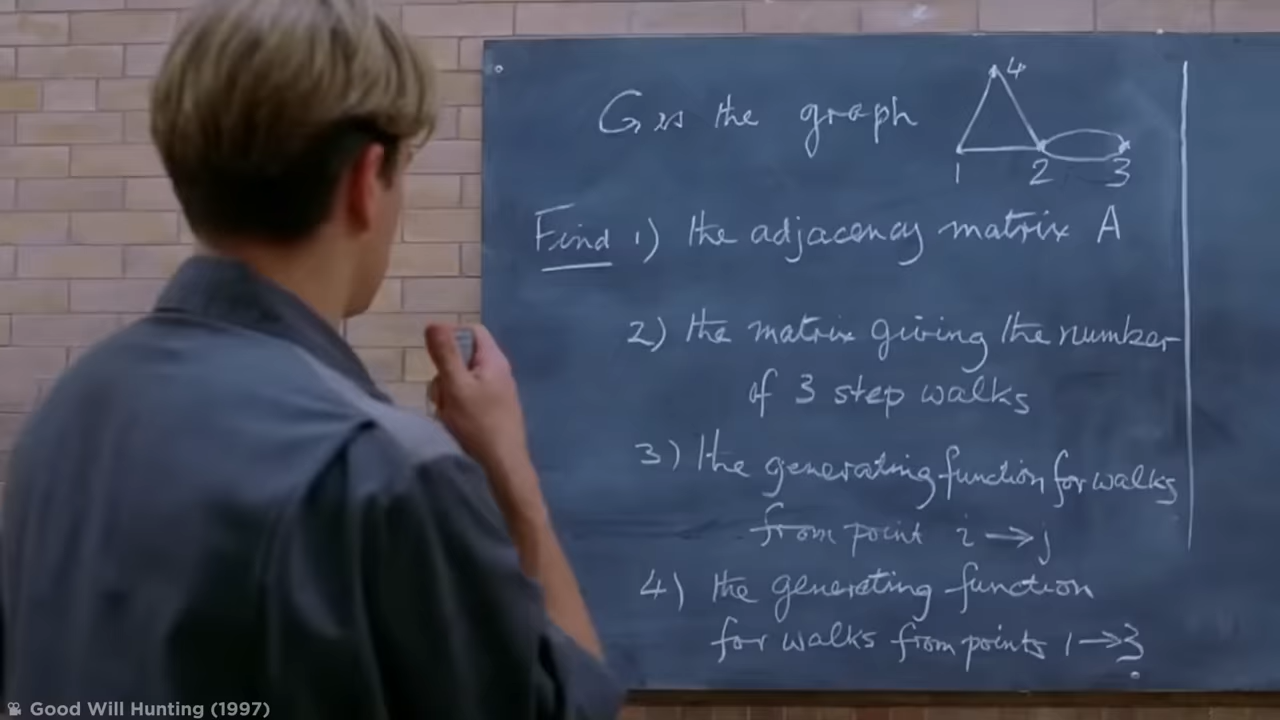 G is the graph
4
1 2 3
Find 1) the adjacency matrix A
2) the matrix giving the number
of 3 step walks
3) the generating function for walks
from point i → j
4) the generating function
for walks from points 1 → 3
Good Will Hunting (1997)